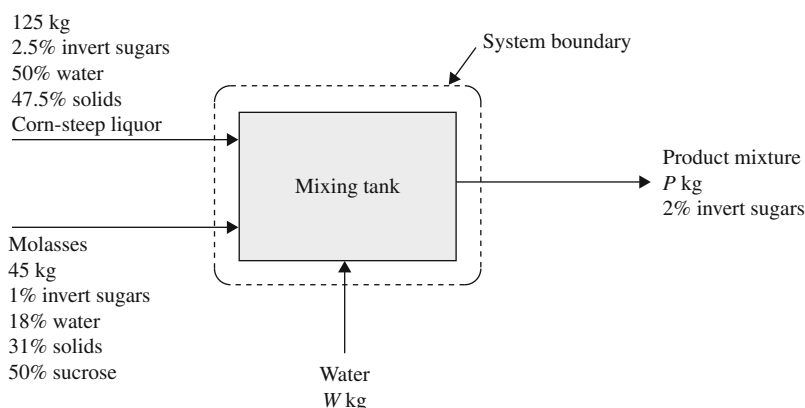 125 kg
2.5% invert sugars
50% water
47.5% solids
Corn-steep liquor
System boundary
Mixing tank
Product mixture
P kg
2% invert sugars
Molasses
45 kg
1% invert sugars
18% water
31% solids
50% sucrose
Water
W kg